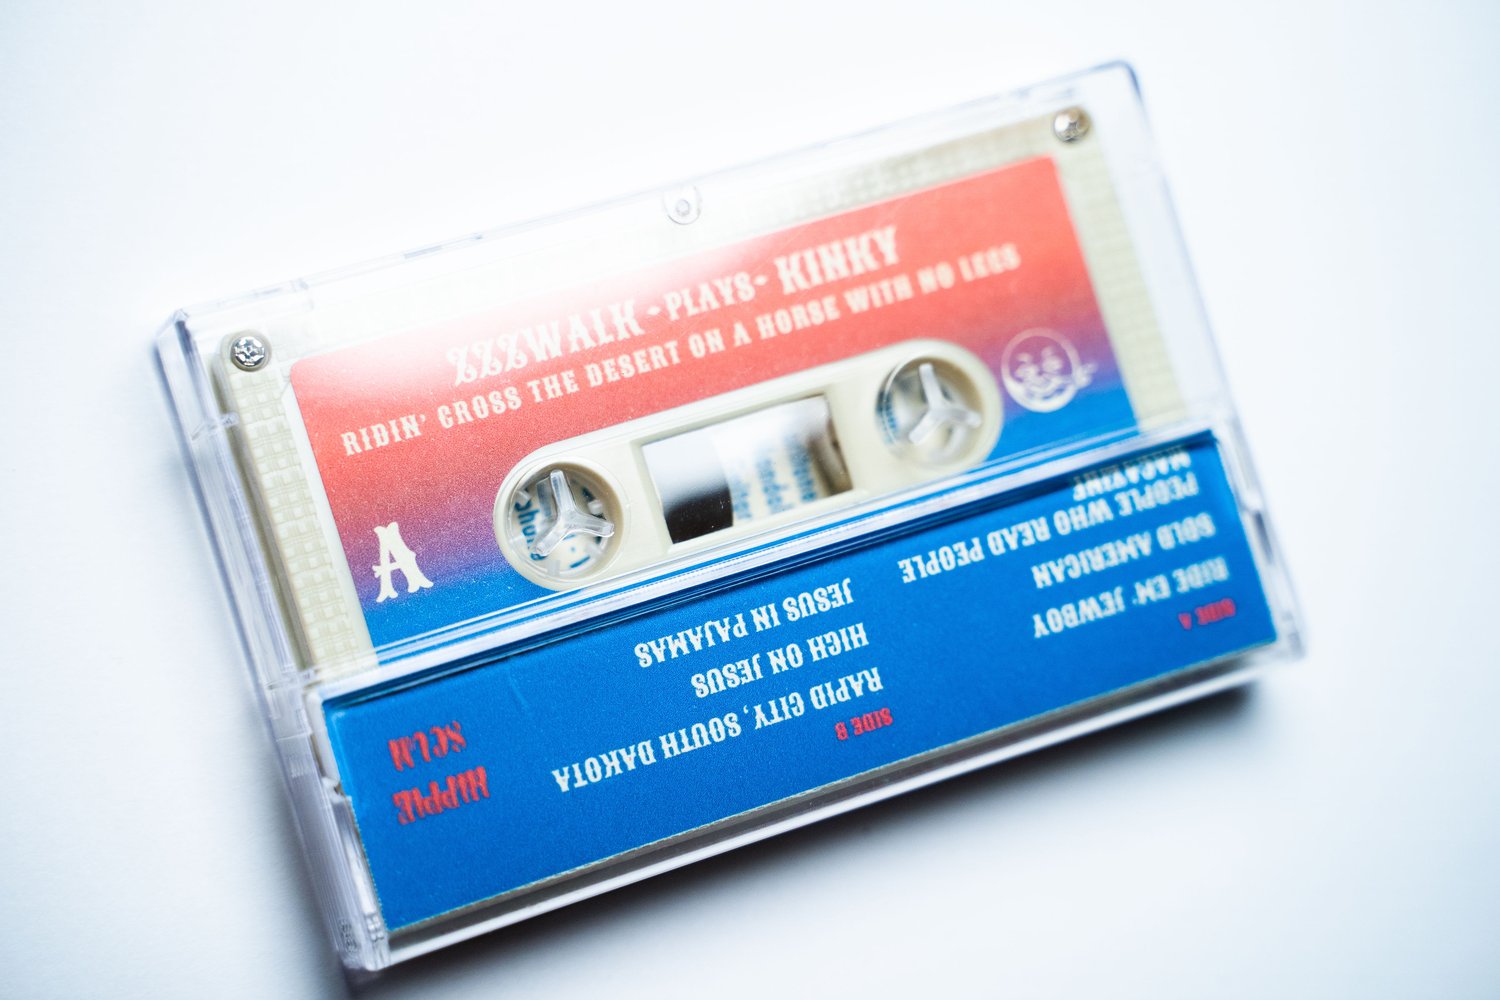 ZZZWALK - PLAYS - KINKY
RIDIN' CROSS THE DESERT ON A HORSE WITH NO LEGS
A
SIDE A
RIDE EM' JEWBOY
SOLD AMERICAN
PEOPLE WHO READ PEOPLE
MAGAZINE
SIDE B
RAPID CITY, SOUTH DAKOTA
HIGH ON JESUS
JESUS IN PAJAMAS
HIPPIE
SCUM